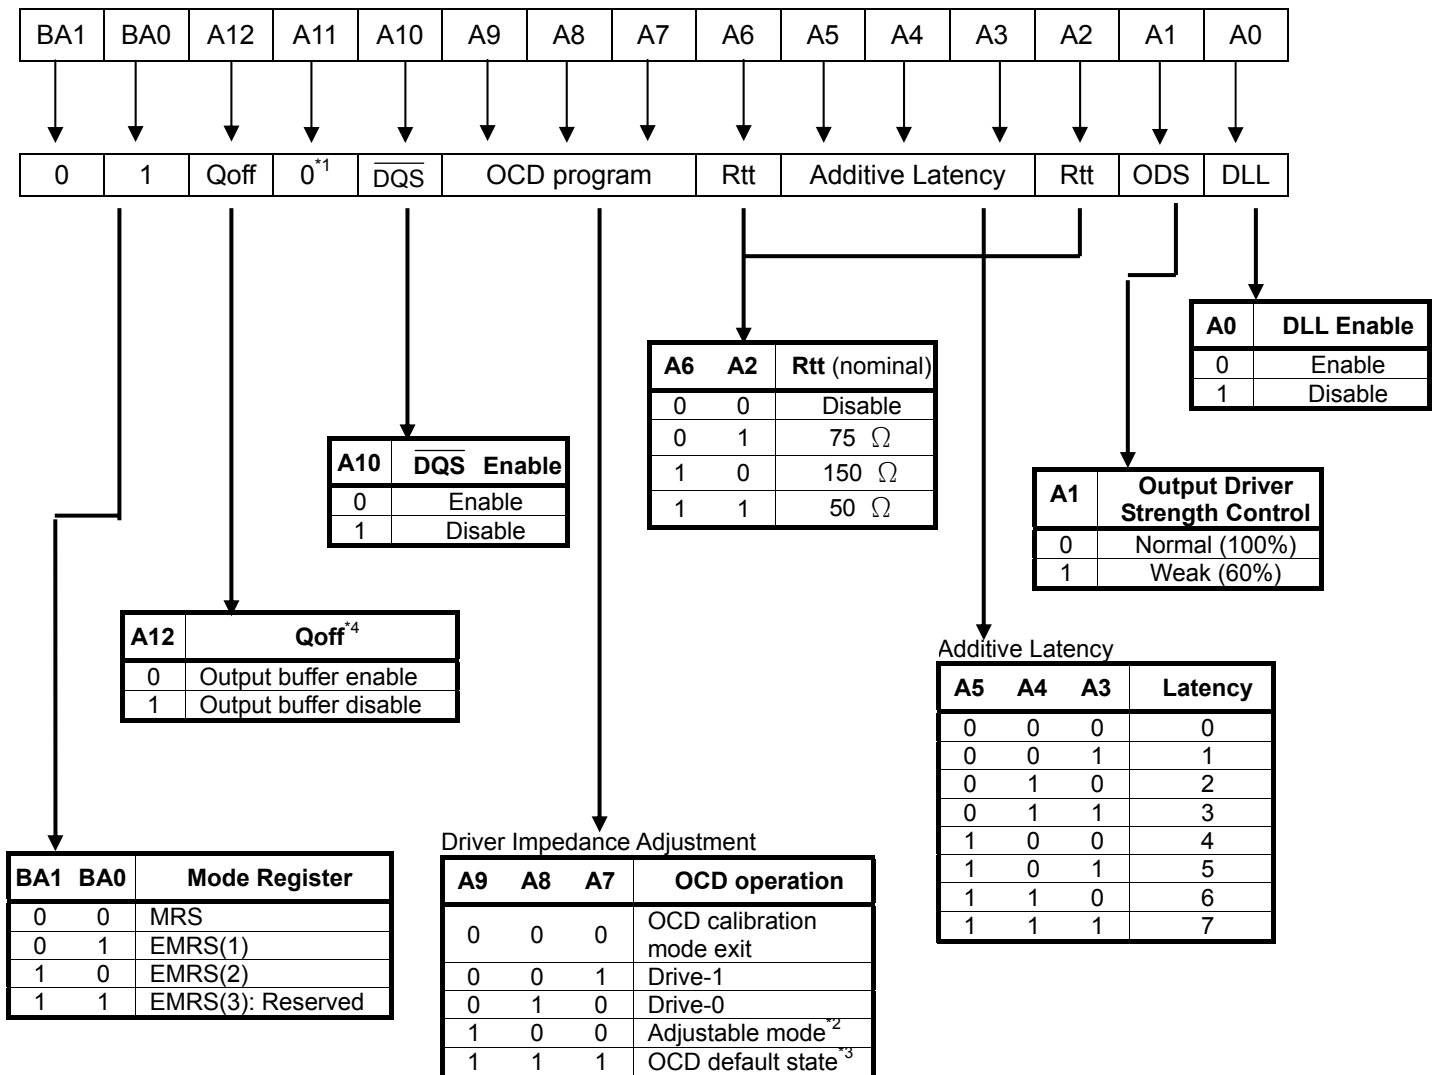 BA1 BA0 A12 A11 A10 A9 A8 A7 A6 A5 A4 A3 A2 A1 A0
0 1 Qoff 0*1 DQS OCD program Rtt Additive Latency Rtt ODS DLL
A0 DLL Enable
0 Enable
1 Disable
A6 A2 Rtt (nominal)
0 0 Disable
0 1 75 Ω
1 0 150 Ω
1 1 50 Ω
A10 DQS Enable
0 Enable
1 Disable
A1 Output Driver
Strength Control
0 Normal (100%)
1 Weak (60%)
A12 Qoff*4
0 Output buffer enable
1 Output buffer disable
Additive Latency
A5 A4 A3 Latency
0 0 0 0
0 0 1 1
0 1 0 2
0 1 1 3
1 0 0 4
1 0 1 5
1 1 0 6
1 1 1 7
BA1 BA0 Mode Register
0 0 MRS
0 1 EMRS(1)
1 0 EMRS(2)
1 1 EMRS(3): Reserved
Driver Impedance Adjustment
A9 A8 A7 OCD operation
0 0 0 OCD calibration
mode exit
0 0 1 Drive-1
0 1 0 Drive-0
1 0 0 Adjustable mode*2
1 1 1 OCD default state*3